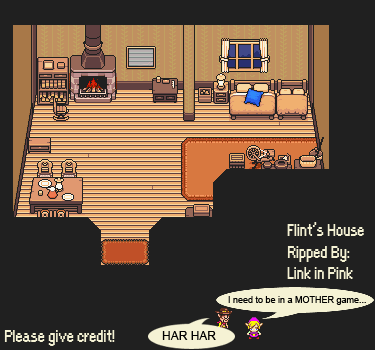 Flint's House
Ripped By:
Link in Pink
I need to be in a MOTHER game...
HAR HAR
Please give credit!